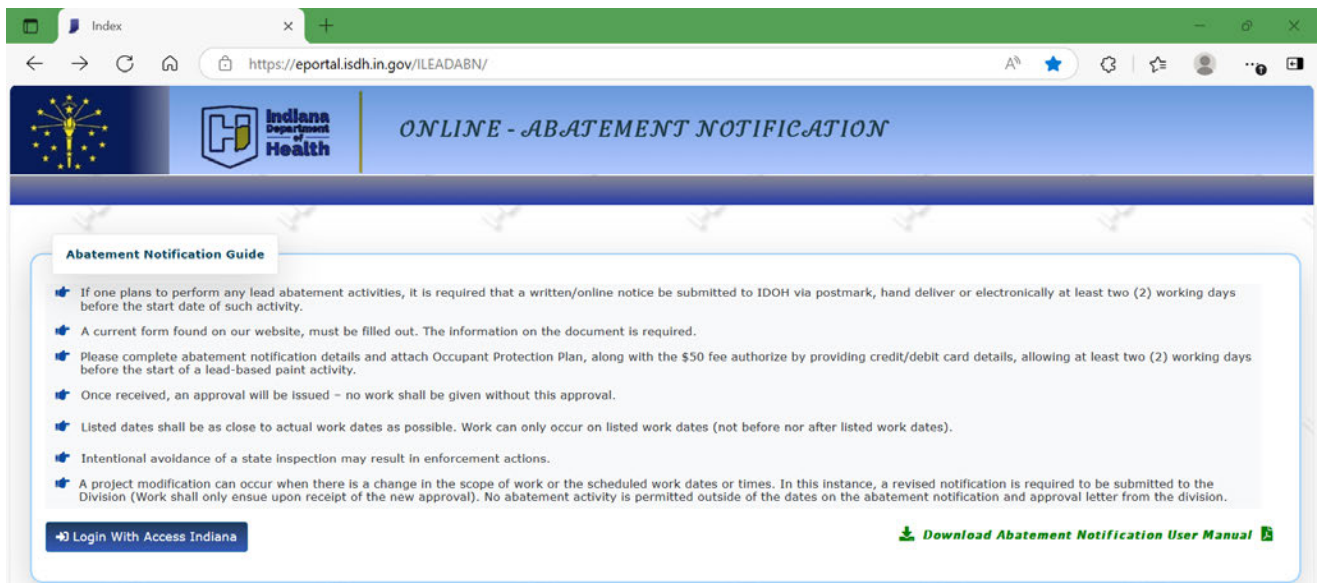 Index
https://eportal.isdh.in.gov/ILEADABN/
Indiana
Department
of
Health
ONLINE - ABATEMENT NOTIFICATION
Abatement Notification Guide
If one plans to perform any lead abatement activities, it is required that a written/online notice be submitted to IDOH via postmark, hand deliver or electronically at least two (2) working days
before the start date of such activity.
A current form found on our website, must be filled out. The information on the document is required.
Please complete abatement notification details and attach Occupant Protection Plan, along with the $50 fee authorize by providing credit/debit card details, allowing at least two (2) working days
before the start of a lead-based paint activity.
Once received, an approval will be issued – no work shall be given without this approval.
Listed dates shall be as close to actual work dates as possible. Work can only occur on listed work dates (not before nor after listed work dates).
Intentional avoidance of a state inspection may result in enforcement actions.
A project modification can occur when there is a change in the scope of work or the scheduled work dates or times. In this instance, a revised notification is required to be submitted to the
Division (Work shall only ensue upon receipt of the new approval). No abatement activity is permitted outside of the dates on the abatement notification and approval letter from the division.
Login With Access Indiana
Download Abatement Notification User Manual